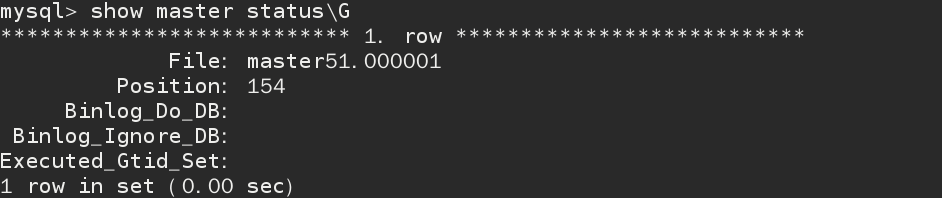 mysql> show master status\G
*************************** 1. row ***************************
File: master51.000001
Position: 154
Binlog_Do_DB:
Binlog_Ignore_DB:
Executed_Gtid_Set:
1 row in set (0.00 sec)